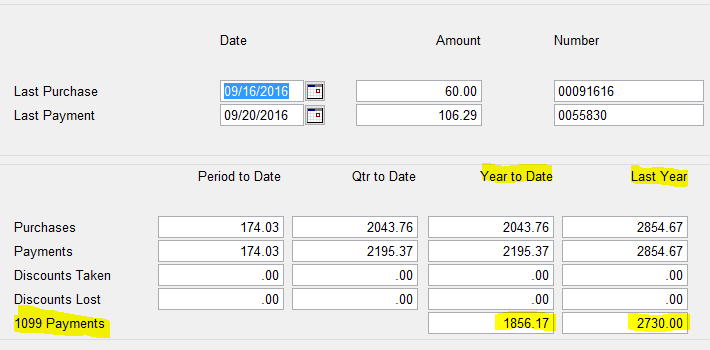 Date Amount Number
Last Purchase 09/16/2016 60.00 00091616
Last Payment 09/20/2016 106.29 0055830
Period to Date Qtr to Date Year to Date Last Year
Purchases 174.03 2043.76 2043.76 2854.67
Payments 174.03 2195.37 2195.37 2854.67
Discounts Taken .00 .00 .00 .00
Discounts Lost .00 .00 .00 .00
1099 Payments 1856.17 2730.00